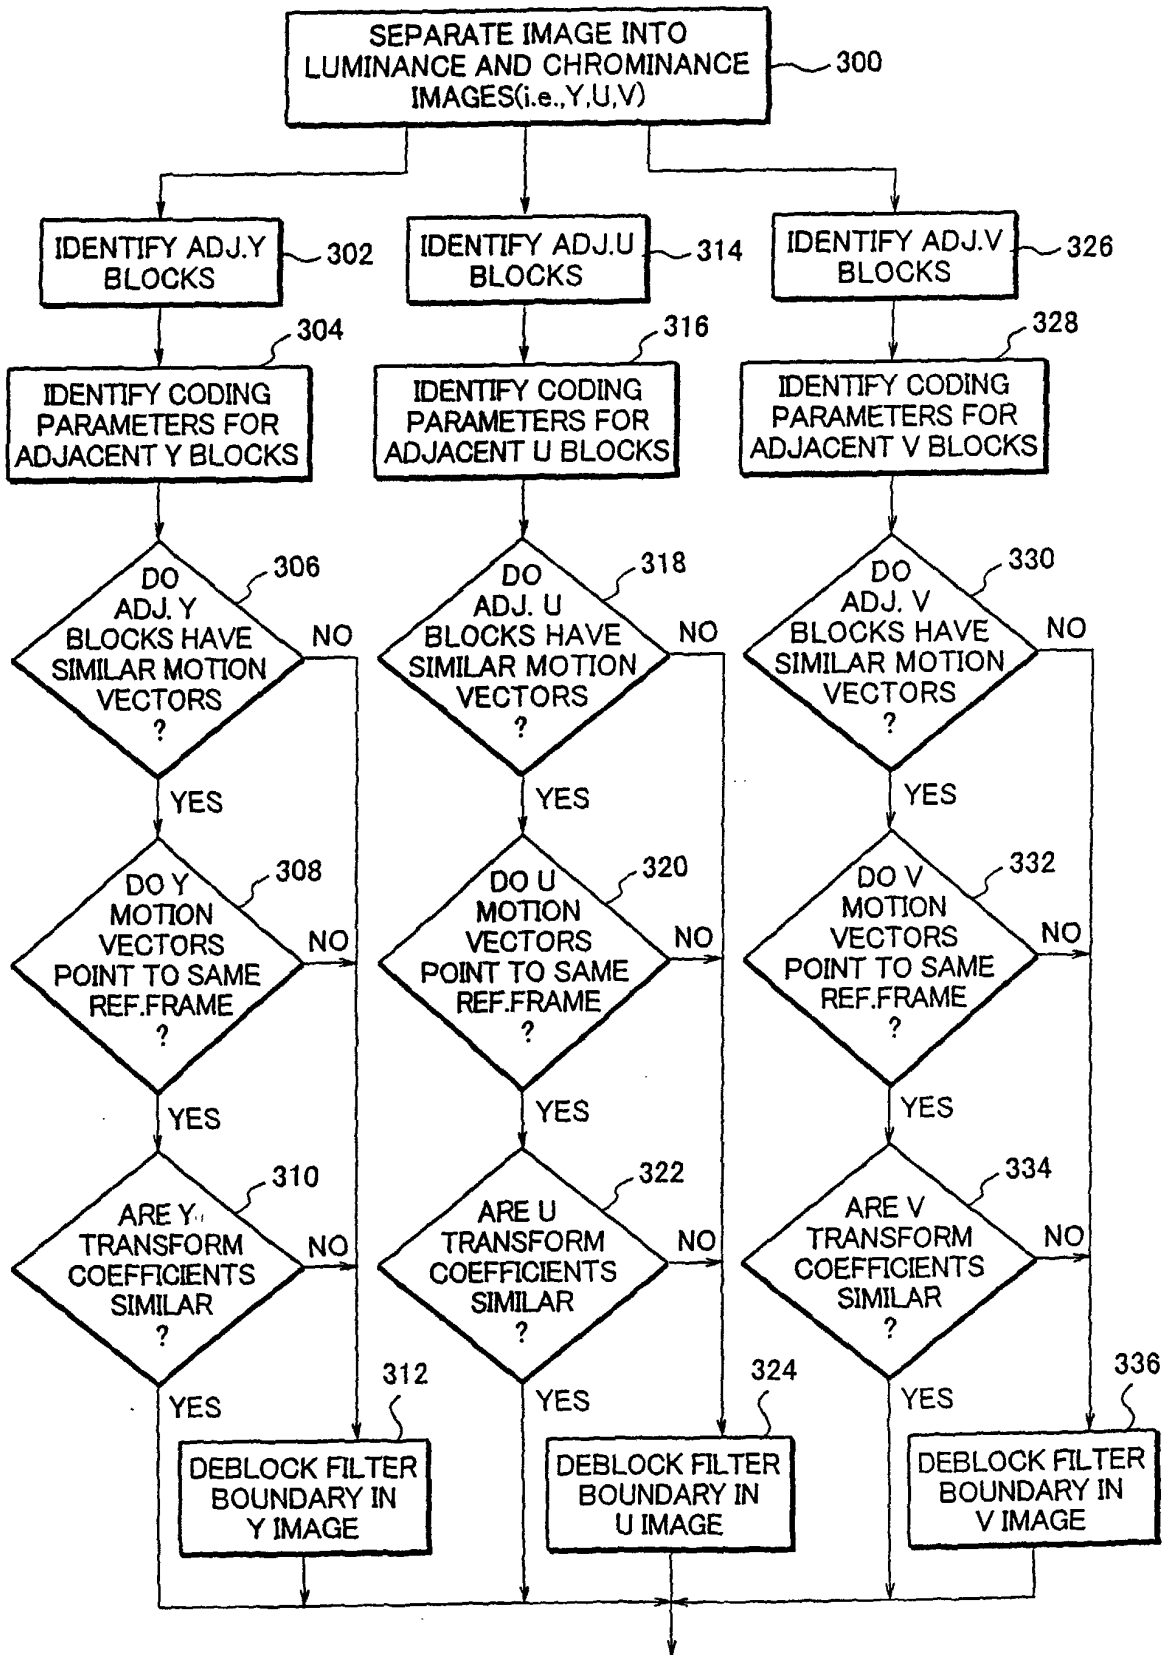 SEPARATE IMAGE INTO
LUMINANCE AND CHROMINANCE
IMAGES(i.e.,Y,U,V)
300
IDENTIFY ADJ.Y
BLOCKS
302
304
IDENTIFY CODING
PARAMETERS FOR
ADJACENT Y BLOCKS
306
DO
ADJ. Y
BLOCKS HAVE
SIMILAR MOTION
VECTORS
?
NO
YES
308
DO Y
MOTION
VECTORS
POINT TO SAME
REF.FRAME
?
NO
YES
310
ARE Y
TRANSFORM
COEFFICIENTS
SIMILAR
?
NO
YES
312
DEBLOCK FILTER
BOUNDARY IN
Y IMAGE
IDENTIFY ADJ.U
BLOCKS
314
316
IDENTIFY CODING
PARAMETERS FOR
ADJACENT U BLOCKS
318
DO
ADJ. U
BLOCKS HAVE
SIMILAR MOTION
VECTORS
?
NO
YES
320
DO U
MOTION
VECTORS
POINT TO SAME
REF.FRAME
?
NO
YES
322
ARE U
TRANSFORM
COEFFICIENTS
SIMILAR
?
NO
YES
324
DEBLOCK FILTER
BOUNDARY IN
U IMAGE
IDENTIFY ADJ.V
BLOCKS
326
328
IDENTIFY CODING
PARAMETERS FOR
ADJACENT V BLOCKS
330
DO
ADJ. V
BLOCKS HAVE
SIMILAR MOTION
VECTORS
?
NO
YES
332
DO V
MOTION
VECTORS
POINT TO SAME
REF.FRAME
?
NO
YES
334
ARE V
TRANSFORM
COEFFICIENTS
SIMILAR
?
NO
YES
336
DEBLOCK FILTER
BOUNDARY IN
V IMAGE